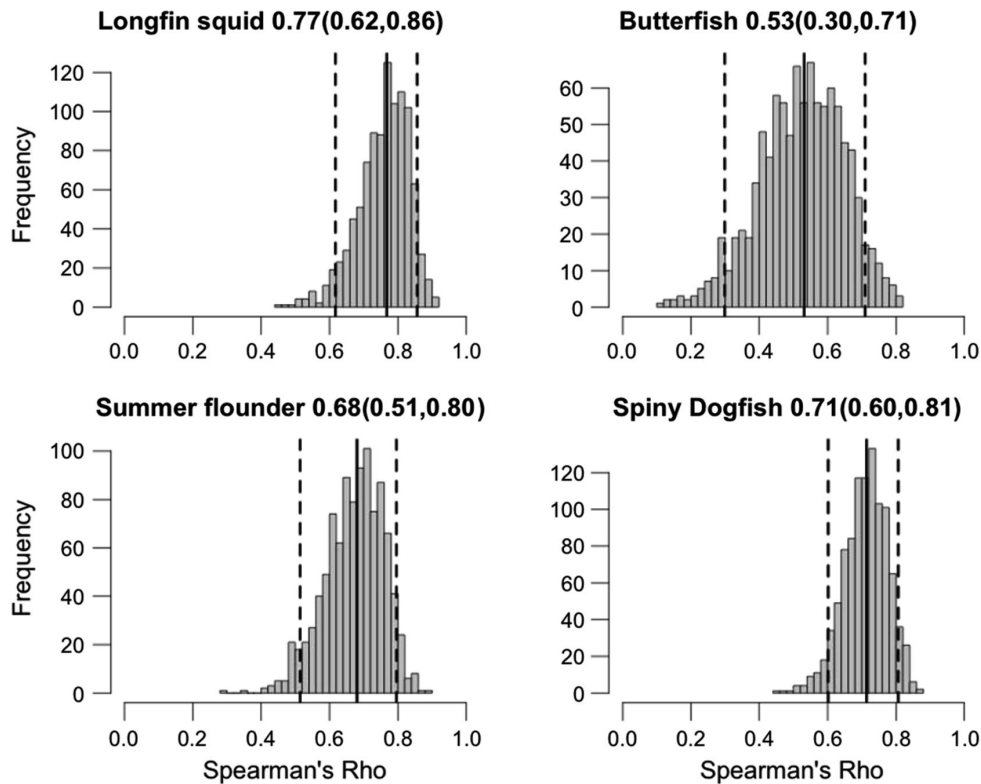 Longfin squid 0.77(0.62,0.86)
Frequency
120
100
80
60
40
20
0
0.0 0.2 0.4 0.6 0.8 1.0
Butterfish 0.53(0.30,0.71)
60
50
40
30
20
10
0
0.0 0.2 0.4 0.6 0.8 1.0
Summer flounder 0.68(0.51,0.80)
Frequency
100
80
60
40
20
0
0.0 0.2 0.4 0.6 0.8 1.0
Spearman's Rho
Spiny Dogfish 0.71(0.60,0.81)
120
100
80
60
40
20
0
0.0 0.2 0.4 0.6 0.8 1.0
Spearman's Rho